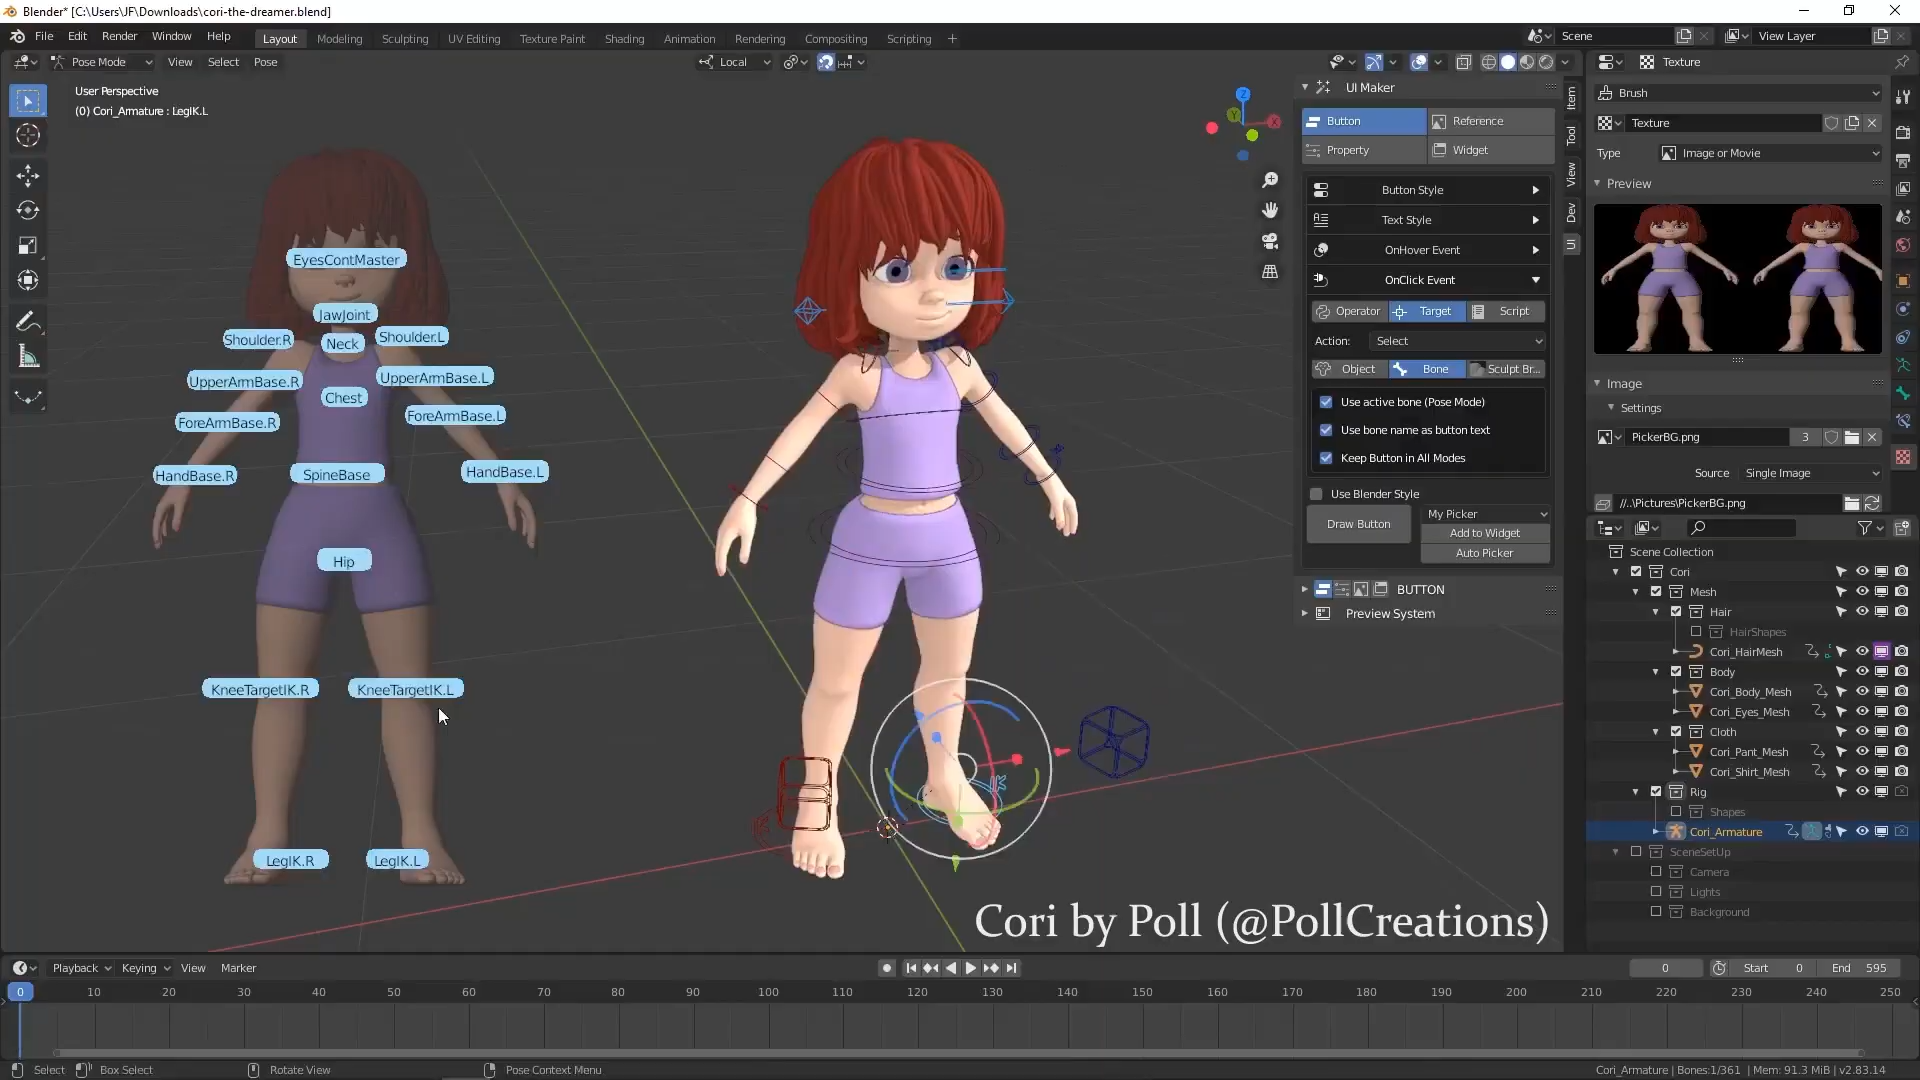 Blender* [C:\Users\JF\Downloads\cori-the-dreamer.blend]
File Edit Render Window Help
Layout Modeling Sculpting UV Editing Texture Paint Shading Animation Rendering Compositing Scripting +
Scene
View Layer
Pose Mode View Select Pose
Local
Texture
User Perspective
(0) Cori_Armature : LegIK.L
EyesContMaster
JawJoint
Shoulder.R
Neck
Shoulder.L
UpperArmBase.R
UpperArmBase.L
Chest
ForeArmBase.R
ForeArmBase.L
HandBase.R
SpineBase
HandBase.L
Hip
KneeTargetIK.R
KneeTargetIK.L
LegIK.R
LegIK.L
Z
Y
X
UI Maker
Button
Reference
Property
Widget
Button Style
Text Style
OnHover Event
OnClick Event
Operator
Target
Script
Action:
Select
Object
Bone
Sculpt Br...
Use active bone (Pose Mode)
Use bone name as button text
Keep Button in All Modes
Use Blender Style
Draw Button
My Picker
Add to Widget
Auto Picker
BUTTON
Preview System
Item
Tool
View
Dev
UI
Brush
Texture
Type
Image or Movie
Preview
Image
Settings
PickerBG.png
3
Source
Single Image
//..\Pictures\PickerBG.png
Scene Collection
Cori
Mesh
Hair
HairShapes
Cori_HairMesh
Body
Cori_Body_Mesh
Cori_Eyes_Mesh
Cloth
Cori_Pant_Mesh
Cori_Shirt_Mesh
Rig
Shapes
Cori_Armature
SceneSetUp
Camera
Lights
Background
Cori by Poll (@PollCreations)
Playback Keying View Marker
0
Start 0
End 595
0 10 20 30 40 50 60 70 80 90 100 110 120 130 140 150 160 170 180 190 200 210 220 230 240 250
Select
Box Select
Rotate View
Pose Context Menu
Cori_Armature | Bones:1/361 | Mem: 91.3 MiB | v2.83.14